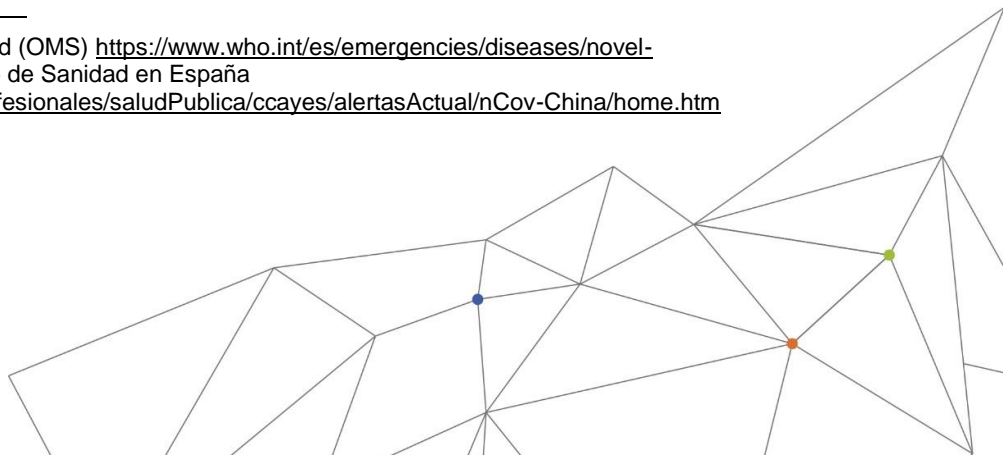 d (OMS) https://www.who.int/es/emergencies/diseases/novel-
de Sanidad en España
fesionales/saludPublica/ccayes/alertasActual/nCov-China/home.htm